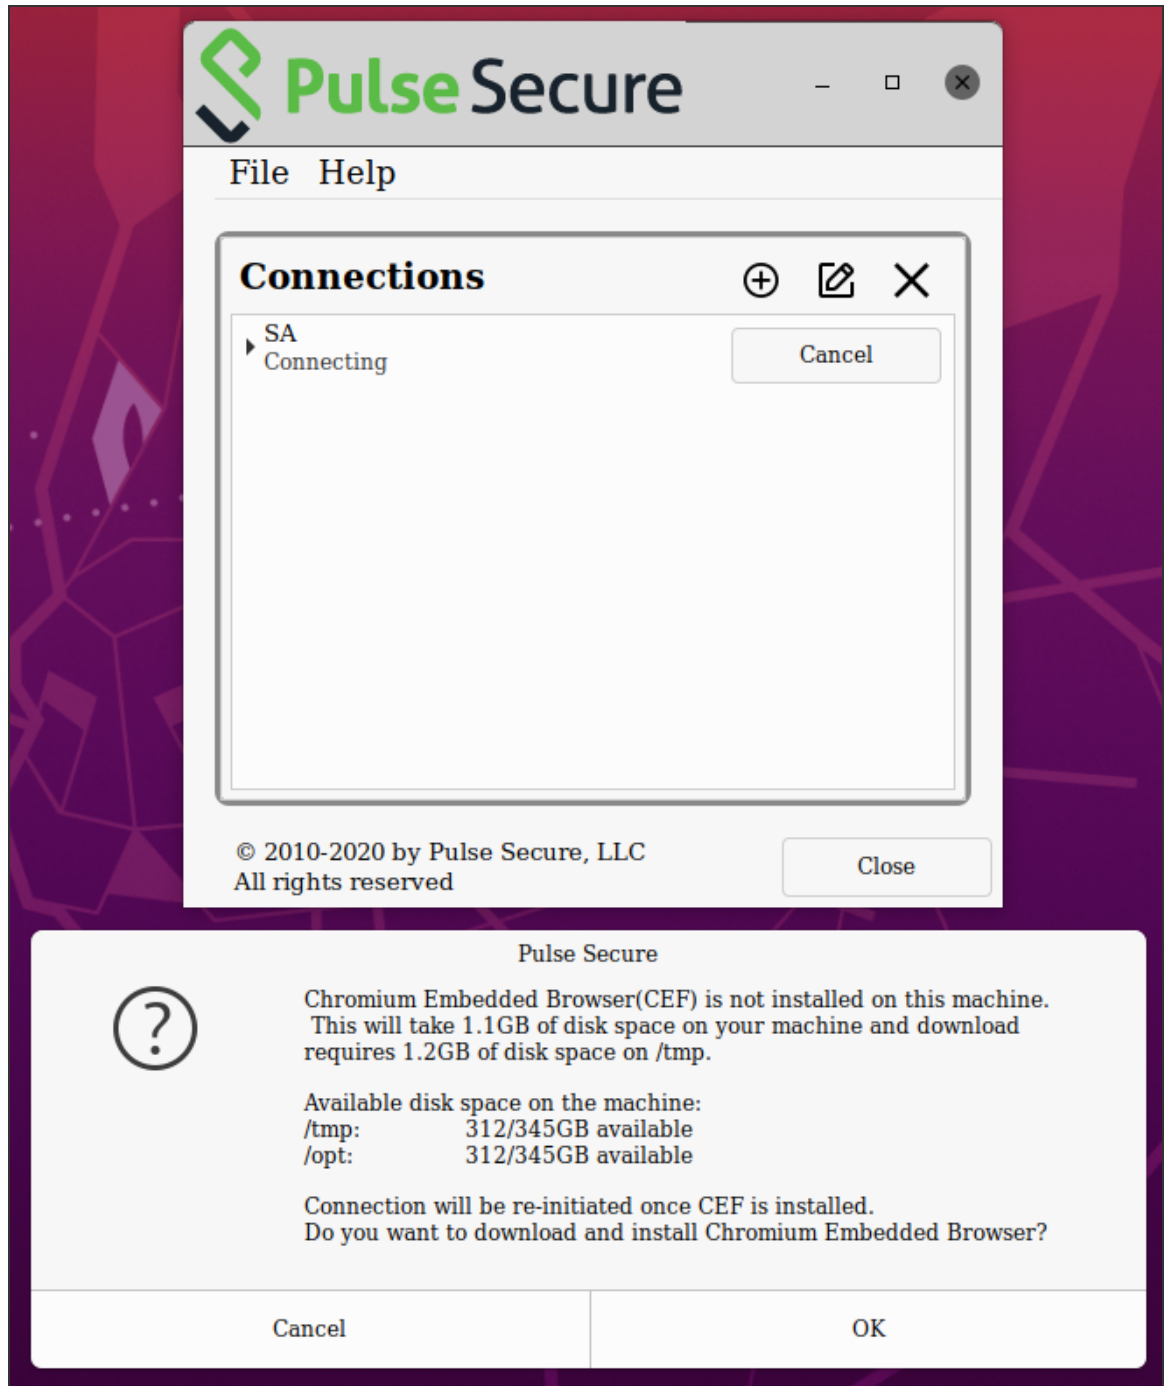 Pulse Secure
File Help
Connections
SA
Connecting
Cancel
© 2010-2020 by Pulse Secure, LLC
All rights reserved
Close
Pulse Secure
Chromium Embedded Browser(CEF) is not installed on this machine.
This will take 1.1GB of disk space on your machine and download
requires 1.2GB of disk space on /tmp.
Available disk space on the machine:
/tmp: 312/345GB available
/opt: 312/345GB available
Connection will be re-initiated once CEF is installed.
Do you want to download and install Chromium Embedded Browser?
Cancel OK